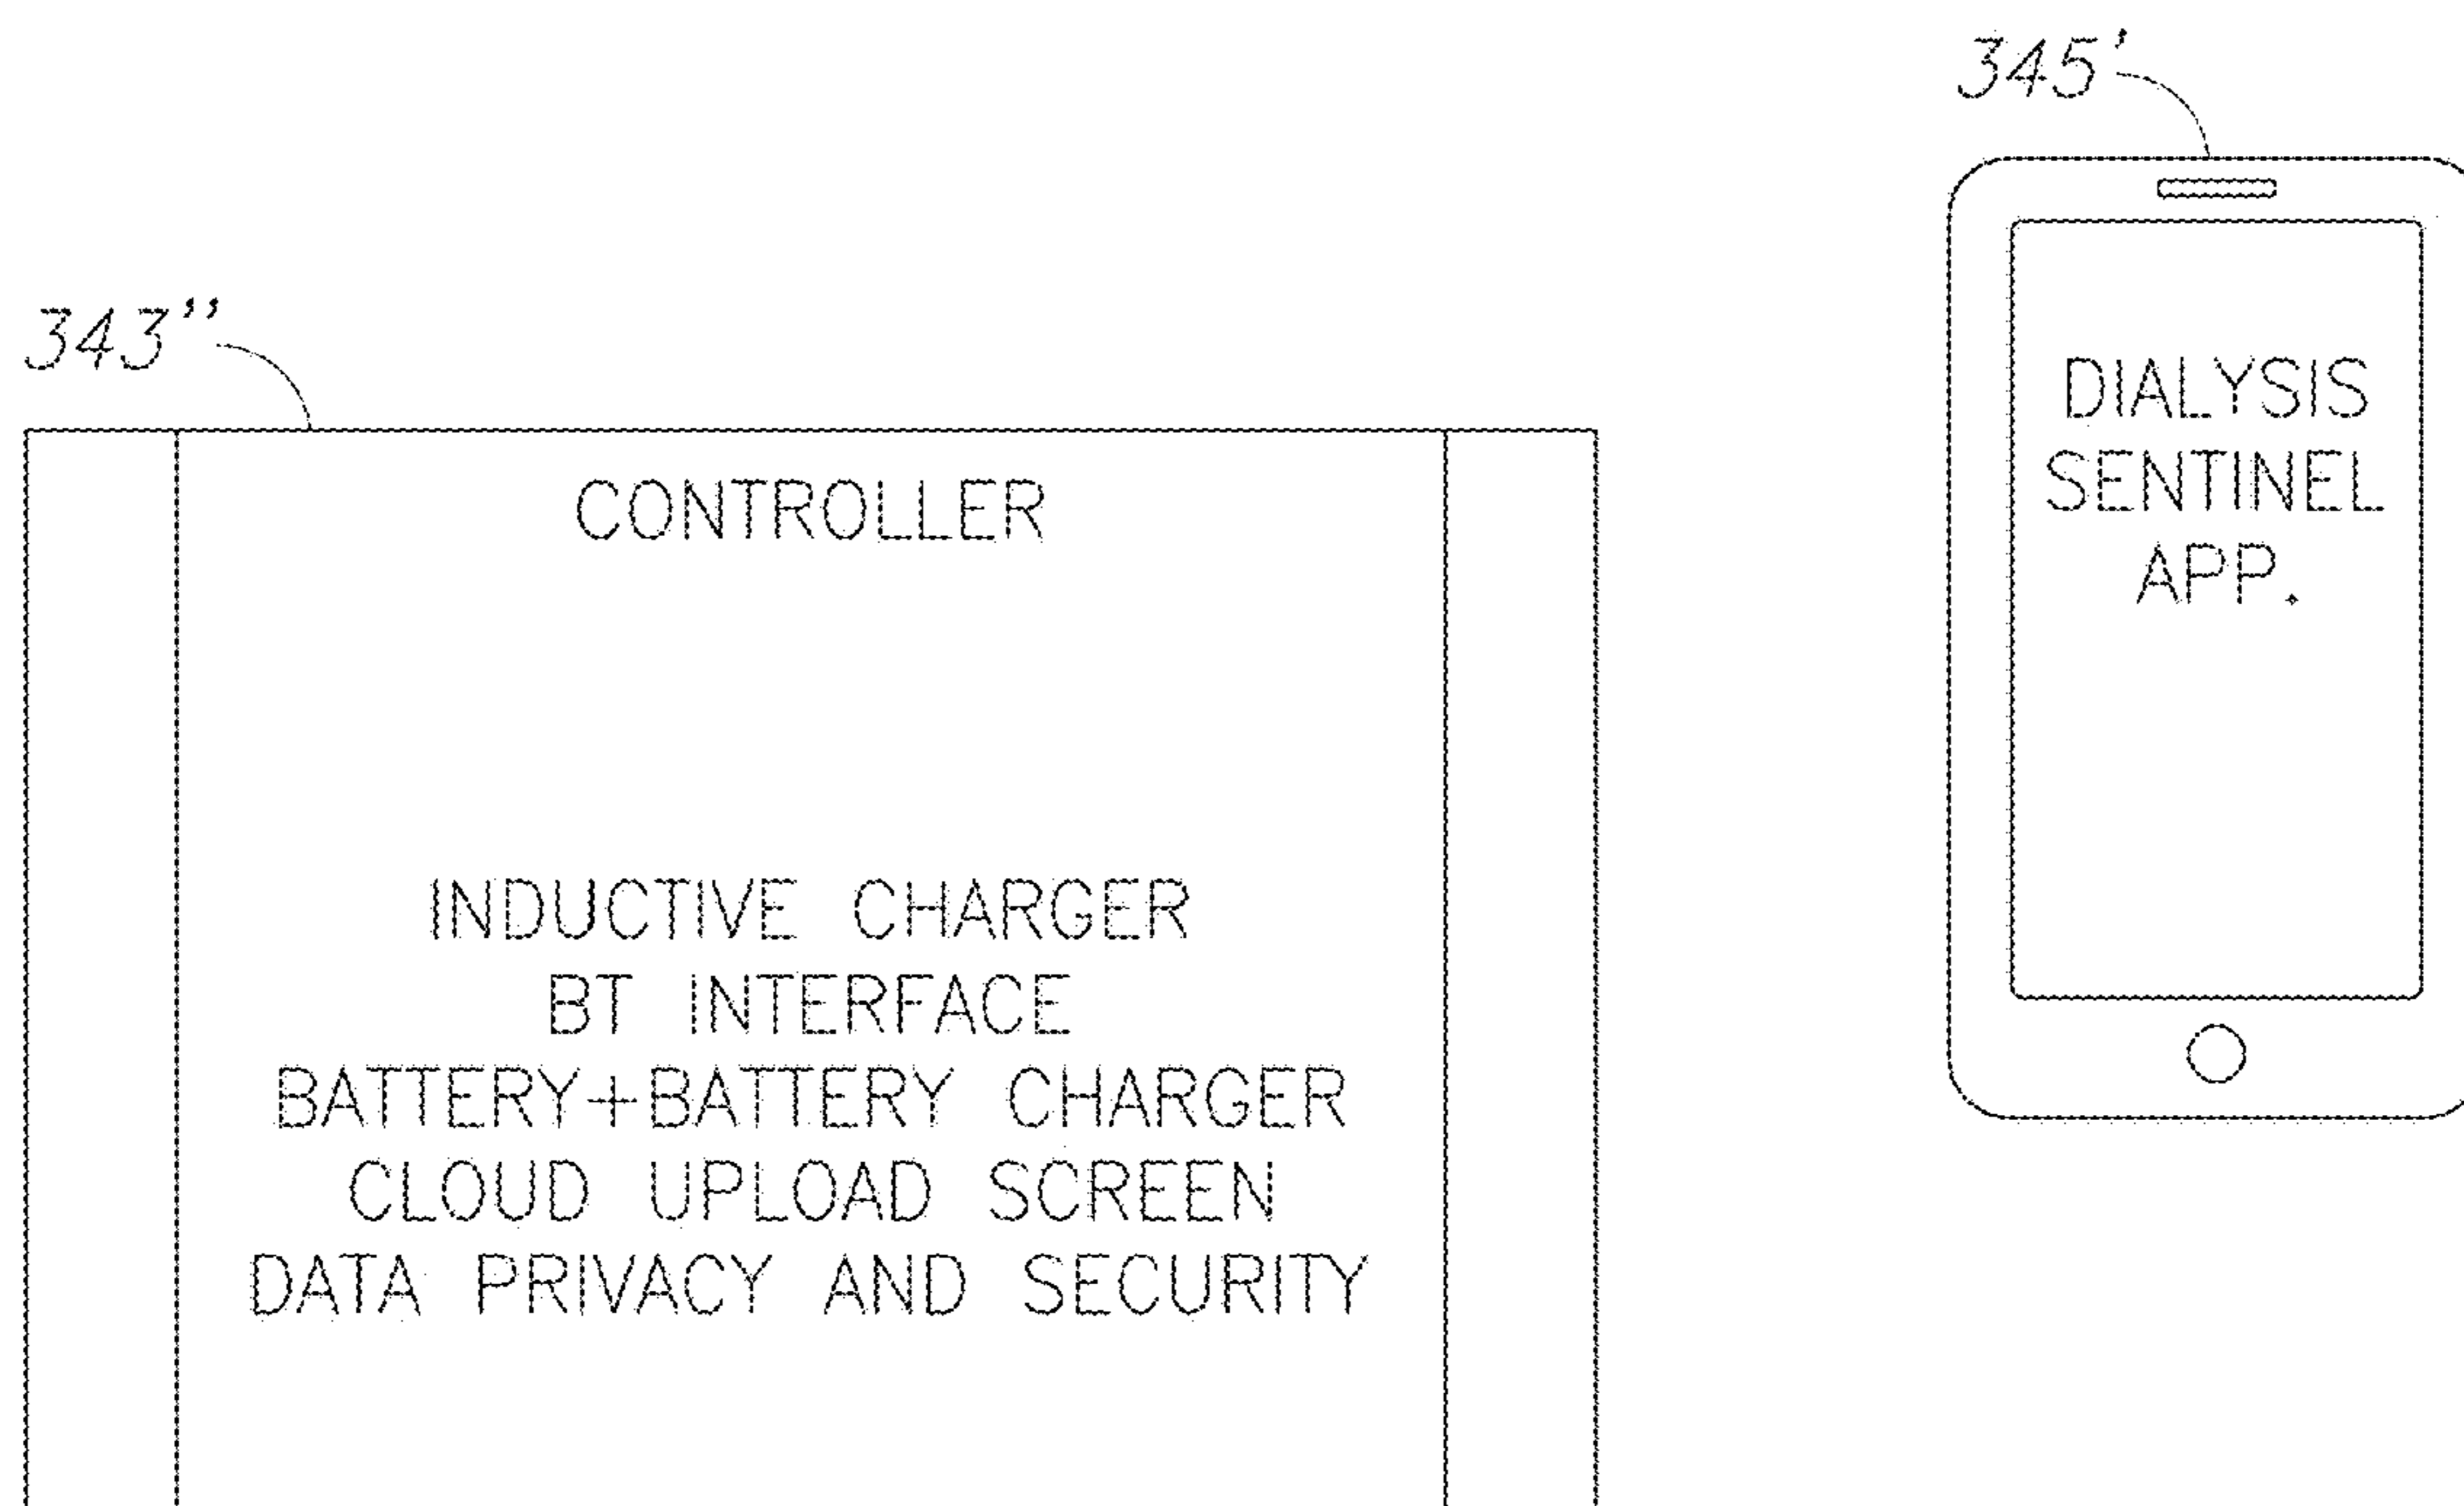 345'
343''
CONTROLLER
INDUCTIVE CHARGER
BT INTERFACE
BATTERY+BATTERY CHARGER
CLOUD UPLOAD SCREEN
DATA PRIVACY AND SECURITY
DIALYSIS
SENTINEL
APP.